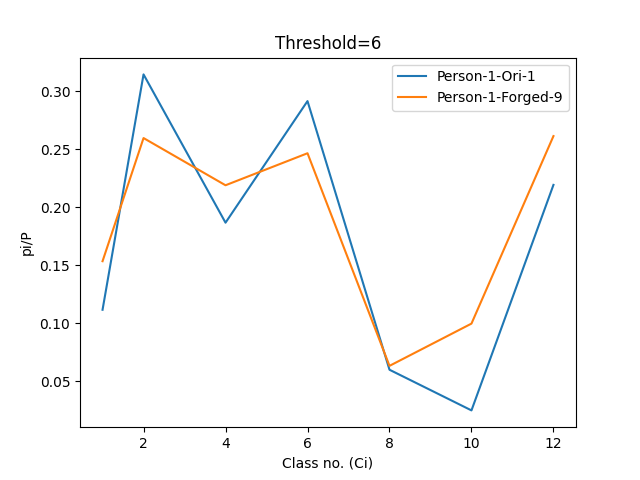 Threshold=6
Person-1-Ori-1
Person-1-Forged-9
0.30
0.25
0.20
0.15
0.10
0.05
pi/P
2
4
6
8
10
12
Class no. (Ci)